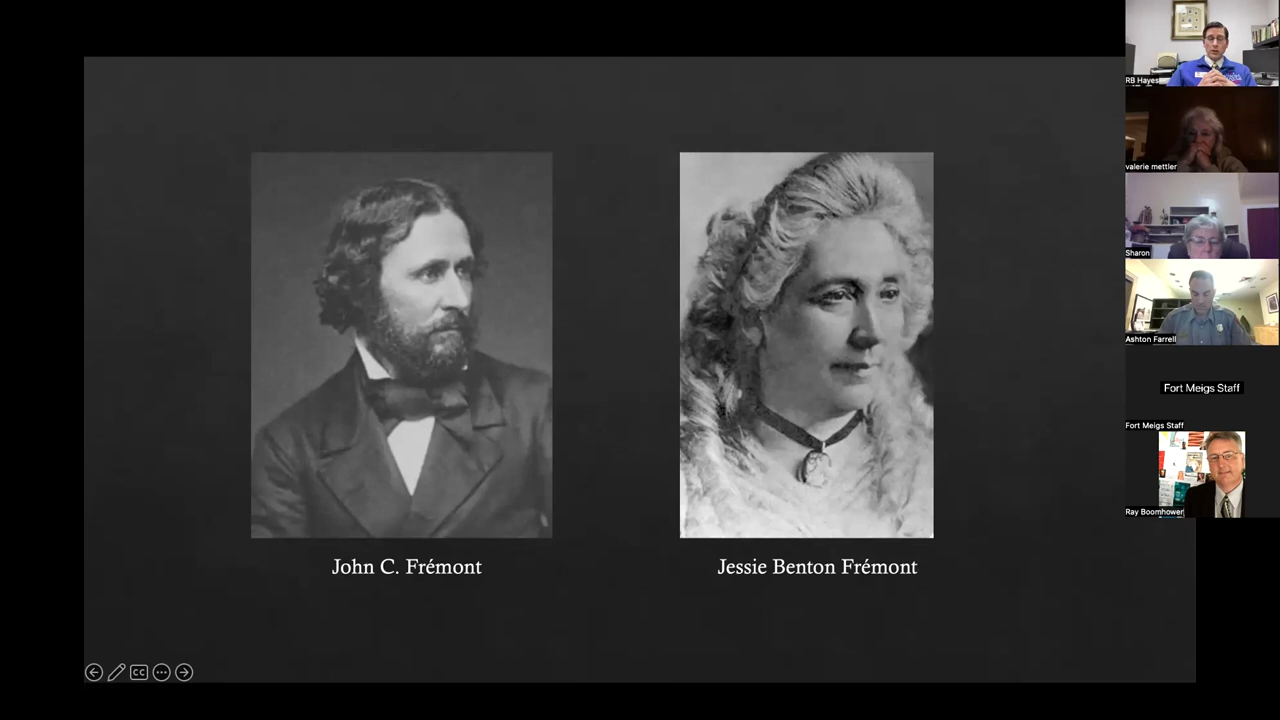 John C. Frémont
Jessie Benton Frémont
CC
RB Hayes
valerie mettler
Sharon
Ashton Farrell
Fort Meigs Staff
Fort Meigs Staff
Ray Boomhower